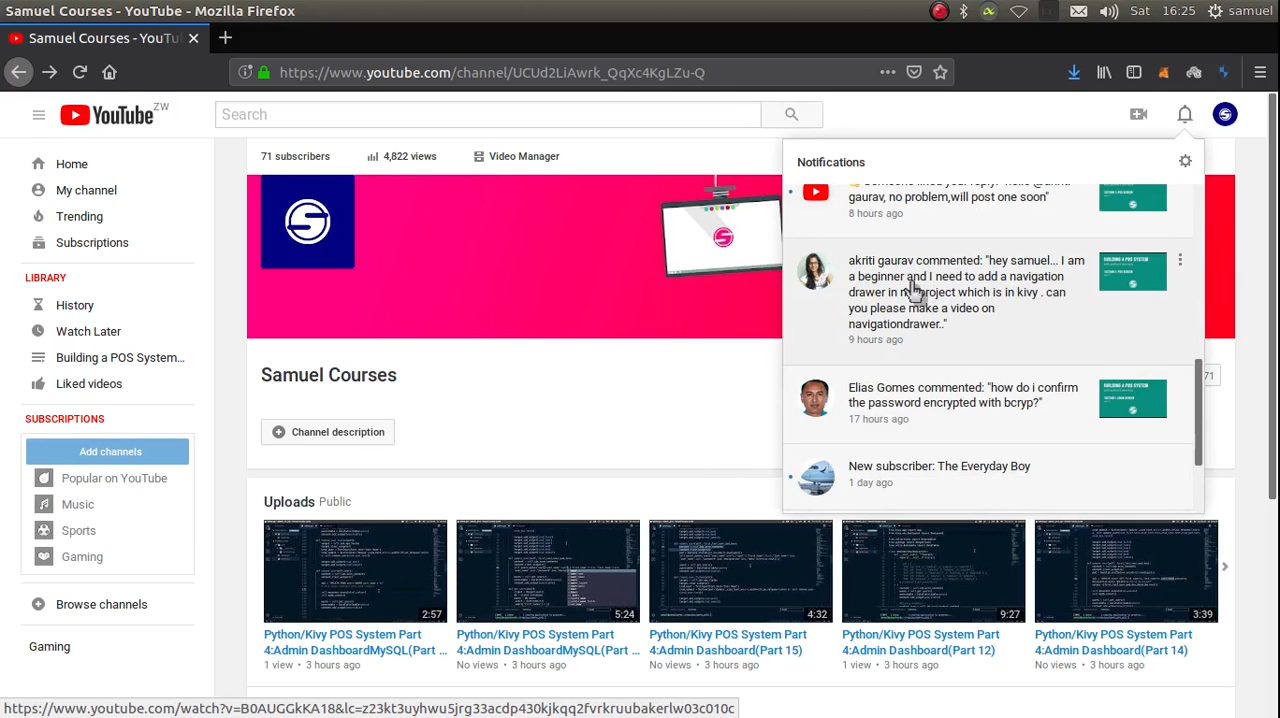 Samuel Courses - YouTube - Mozilla Firefox
Sat 16:25 samuel
Samuel Courses - YouTu
https://www.youtube.com/channel/UCUd2LiAwrk_QqXc4KgLZu-Q
YouTube ZW
Search
71 subscribers 4,822 views Video Manager
Home
My channel
Trending
Subscriptions
LIBRARY
History
Watch Later
Building a POS System...
Liked videos
SUBSCRIPTIONS
Add channels
Popular on YouTube
Music
Sports
Gaming
Browse channels
Gaming
Samuel Courses
Channel description
71
Notifications
gaurav, no problem,will post one soon"
8 hours ago
akriti gaurav commented: "hey samuel... I am
a beginner and I need to add a navigation
drawer in my project which is in kivy . can
you please make a video on
navigationdrawer.."
9 hours ago
BUILDING A POS SYSTEM
Elias Gomes commented: "how do i confirm
the password encrypted with bcryp?"
17 hours ago
BUILDING A POS SYSTEM
New subscriber: The Everyday Boy
1 day ago
Uploads Public
2:57
5:24
4:32
9:27
3:39
Python/Kivy POS System Part
4:Admin DashboardMySQL(Part ...
1 view • 3 hours ago
Python/Kivy POS System Part
4:Admin DashboardMySQL(Part ...
No views • 3 hours ago
Python/Kivy POS System Part
4:Admin Dashboard(Part 15)
No views • 3 hours ago
Python/Kivy POS System Part
4:Admin Dashboard(Part 12)
1 view • 3 hours ago
Python/Kivy POS System Part
4:Admin Dashboard(Part 14)
No views • 3 hours ago
https://www.youtube.com/watch?v=B0AUGGkKA18&lc=z23kt3uyhwu5jrg33acdp430kjkqq2fvrkruubakerlw03c010c